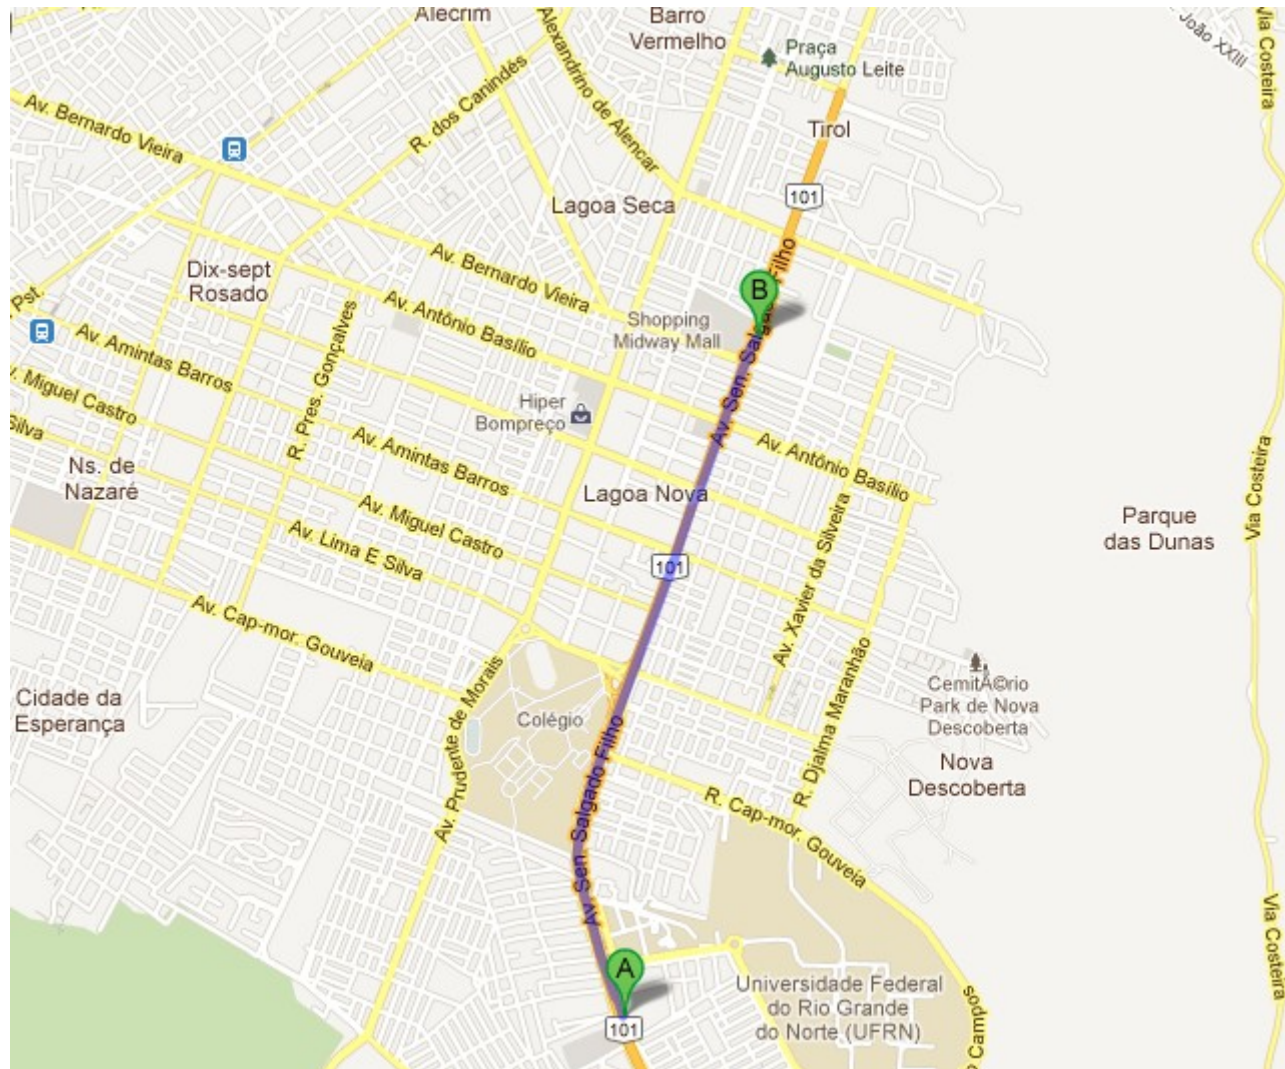 Alecrim
Barro
Vermelho
Praça
Augusto Leite
João XXIII
Via Costeira
Av. Bernardo Vieira
R. dos Canindés
Alexandrino de Alencar
Tirol
101
Lagoa Seca
Dix-sept
Rosado
Av. Bernardo Vieira
Filho
B
Pst.
R. Pres. Gonçalves
Av. Antônio Basílio
Shopping
Midway Mall
Av. Sen. Salgado
Av. Amintas Barros
Miguel Castro
Silva
Hiper
Bompreço
Av. Antônio Basílio
Ns. de
Nazaré
Av. Amintas Barros
Lagoa Nova
Via Costeira
Parque
das Dunas
Av. Miguel Castro
Av. Lima E Silva
Av. Xavier da Silveira
101
Av. Cap-mor. Gouveia
Av. Prudente de Morais
R. Djalma Maranhão
CemitÃ©rio
Park de Nova
Descoberta
Cidade da
Esperança
Colégio
Av. Sen. Salgado Filho
Nova
Descoberta
R. Cap-mor. Gouveia
Via Costeira
A
Universidade Federal
do Rio Grande
do Norte (UFRN)
101
o Campos